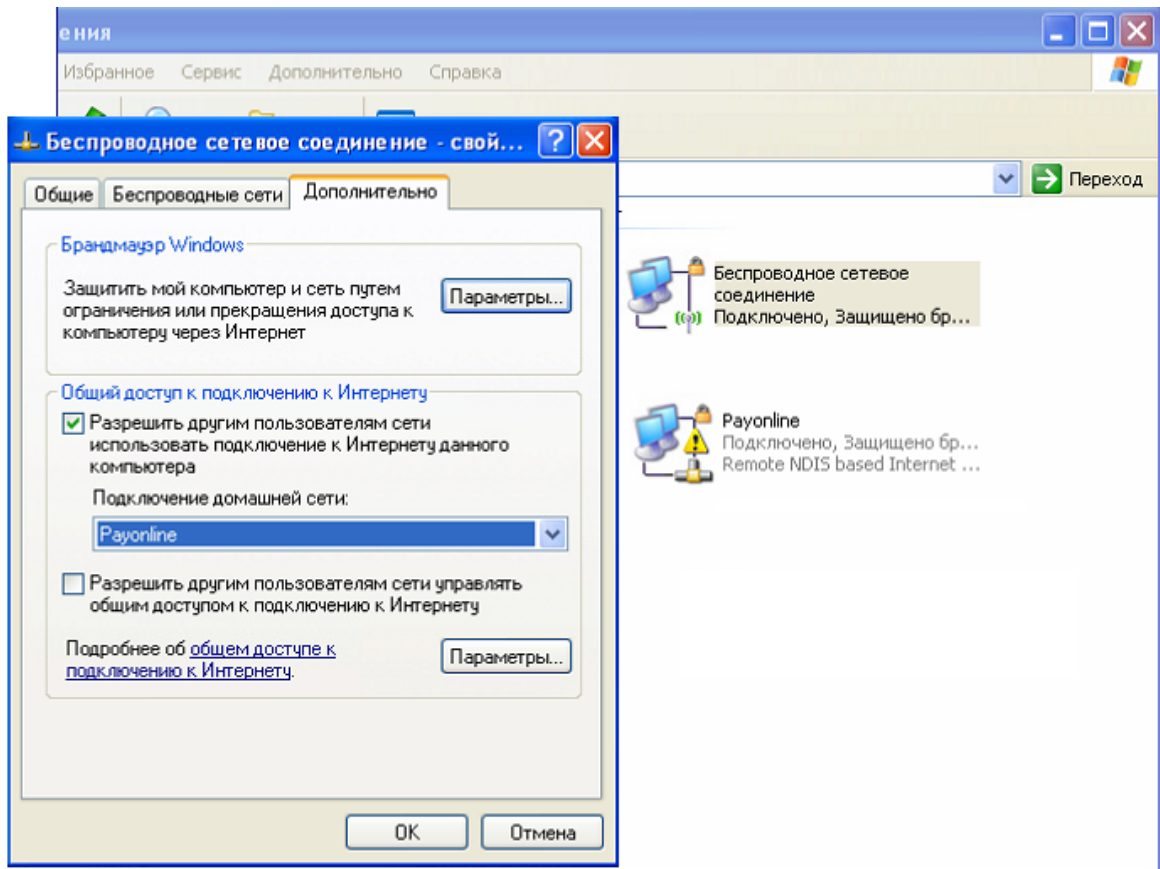 ения
Избранное Сервис Дополнительно Справка
Переход
Беспроводное сетевое соединение - свой...
Общие Беспроводные сети Дополнительно
Брандмауэр Windows
Защитить мой компьютер и сеть путем
ограничения или прекращения доступа к
компьютеру через Интернет
Параметры...
Общий доступ к подключению к Интернету
Разрешить другим пользователям сети
использовать подключение к Интернету данного
компьютера
Подключение домашней сети:
Payonline
Разрешить другим пользователям сети управлять
общим доступом к подключению к Интернету
Подробнее об общем доступе к
подключению к Интернету.
Параметры...
ОК Отмена
Беспроводное сетевое
соединение
Подключено, Защищено бр...
Payonline
Подключено, Защищено бр...
Remote NDIS based Internet ...